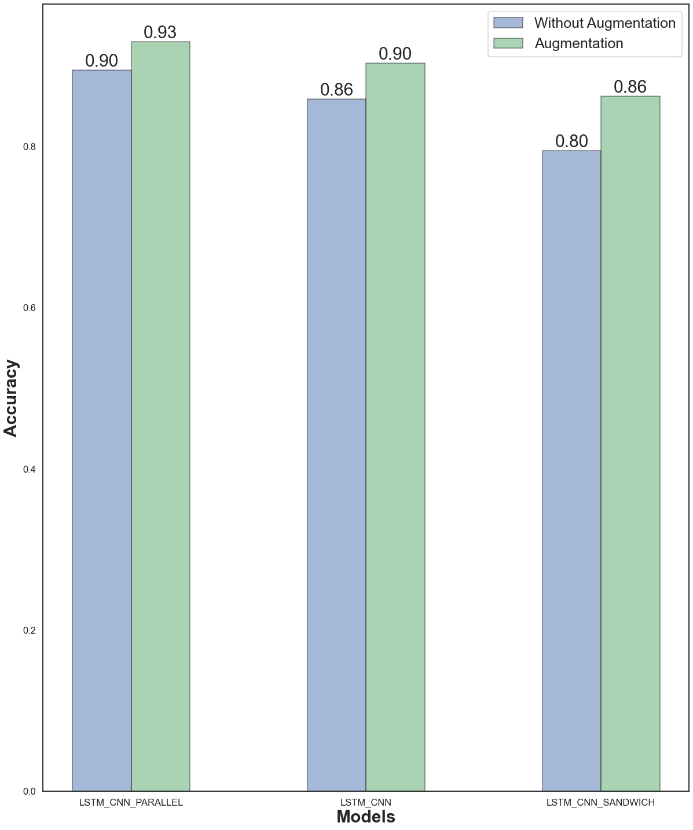 Without Augmentation
Augmentation
0.90
0.93
0.86
0.90
0.80
0.86
0.8
0.6
0.4
0.2
0.0
Accuracy
LSTM_CNN_PARALLEL
LSTM_CNN
LSTM_CNN_SANDWICH
Models